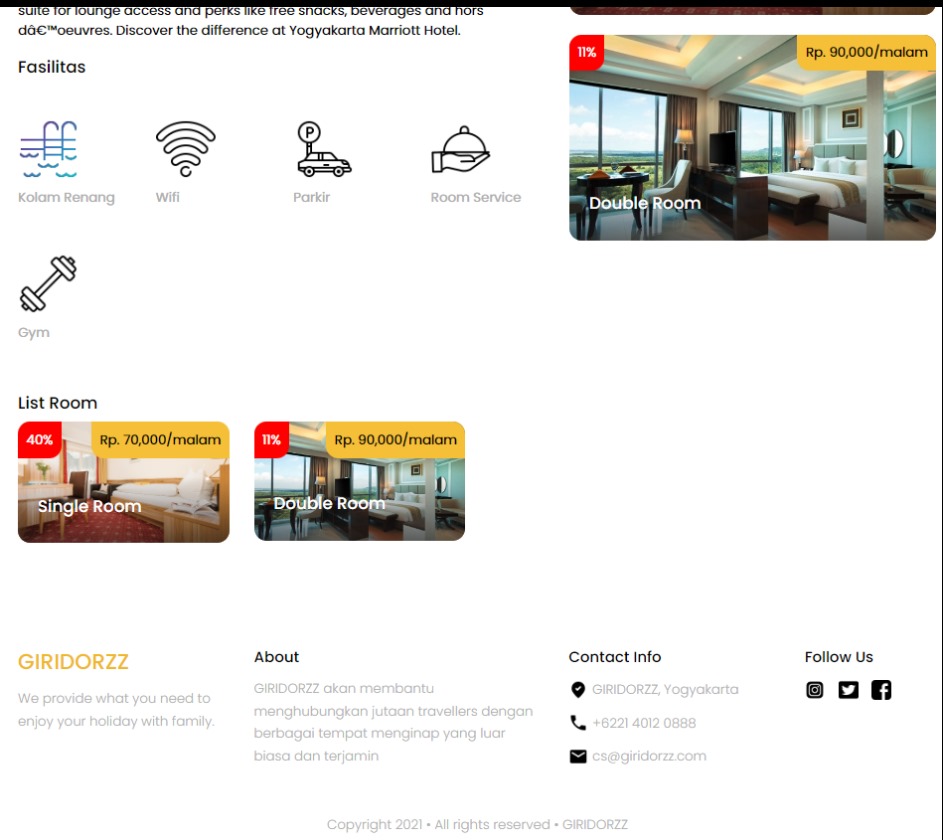 suite for lounge access and perks like free snacks, beverages and hors
dâ€™oeuvres. Discover the difference at Yogyakarta Marriott Hotel.
11%
Rp. 90,000/malam
Double Room
Fasilitas
Kolam Renang
Wifi
P
Parkir
Room Service
Gym
List Room
40%
Rp. 70,000/malam
Single Room
11%
Rp. 90,000/malam
Double Room
GIRIDORZZ
We provide what you need to
enjoy your holiday with family.
About
GIRIDORZZ akan membantu
menghubungkan jutaan travellers dengan
berbagai tempat menginap yang luar
biasa dan terjamin
Contact Info
GIRIDORZZ, Yogyakarta
+6221 4012 0888
cs@giridorzz.com
Follow Us
Copyright 2021 • All rights reserved • GIRIDORZZ